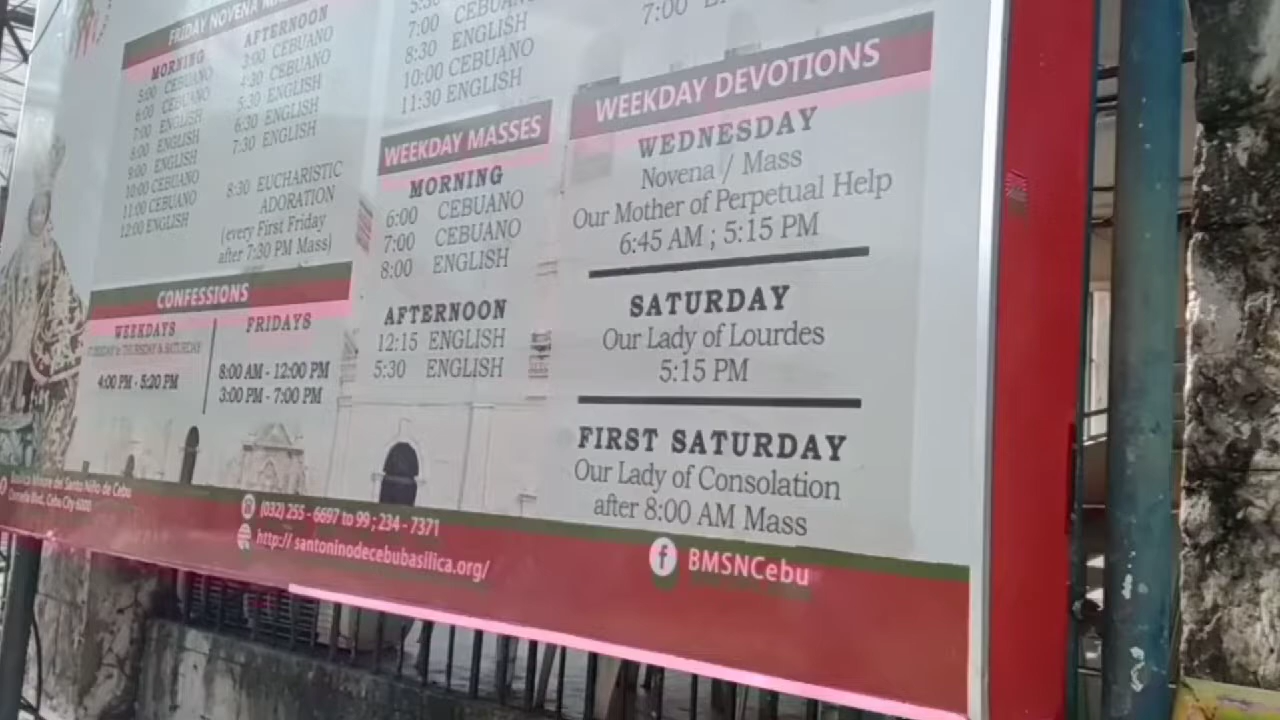 FRIDAY NOVENA
MORNING
5:00 CEBUANO
6:00 CEBUANO
7:00 ENGLISH
8:00 ENGLISH
9:00 ENGLISH
10:00 CEBUANO
11:00 CEBUANO
12:00 ENGLISH
AFTERNOON
3:00 CEBUANO
4:30 CEBUANO
5:30 ENGLISH
6:30 ENGLISH
7:30 ENGLISH
8:30 EUCHARISTIC
ADORATION
(every First Friday
after 7:30 PM Mass)
CONFESSIONS
WEEKDAYS
4:00 PM - 5:20 PM
FRIDAYS
8:00 AM - 12:00 PM
3:00 PM - 7:00 PM
CEBUANO
7:00 CEBUANO
8:30 ENGLISH
10:00 CEBUANO
11:30 ENGLISH
WEEKDAY MASSES
MORNING
6:00 CEBUANO
7:00 CEBUANO
8:00 ENGLISH
AFTERNOON
12:15 ENGLISH
5:30 ENGLISH
7:00
WEEKDAY DEVOTIONS
WEDNESDAY
Novena / Mass
Our Mother of Perpetual Help
6:45 AM ; 5:15 PM
SATURDAY
Our Lady of Lourdes
5:15 PM
FIRST SATURDAY
Our Lady of Consolation
after 8:00 AM Mass
Minore del Santo Niño de Cebu
Blvd, Cebu City 6000
(032) 255 - 6697 to 99 ; 234 - 7371
http:// santoninodecebubasilica.org/
f BMSNCebu